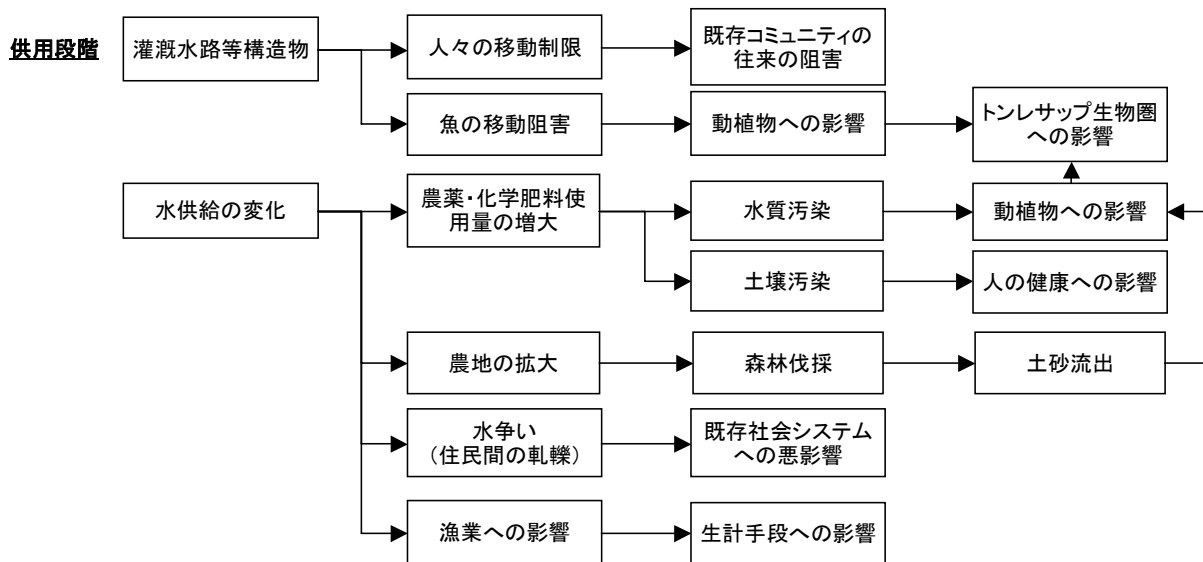 供用段階
灌漑水路等構造物
人々の移動制限
既存コミュニティの
往来の阻害
魚の移動阻害
動植物への影響
トンレサップ生物圏
への影響
水供給の変化
農薬・化学肥料使
用量の増大
水質汚染
動植物への影響
土壌汚染
人の健康への影響
農地の拡大
森林伐採
土砂流出
水争い
（住民間の軋轢）
既存社会システム
への悪影響
漁業への影響
生計手段への影響